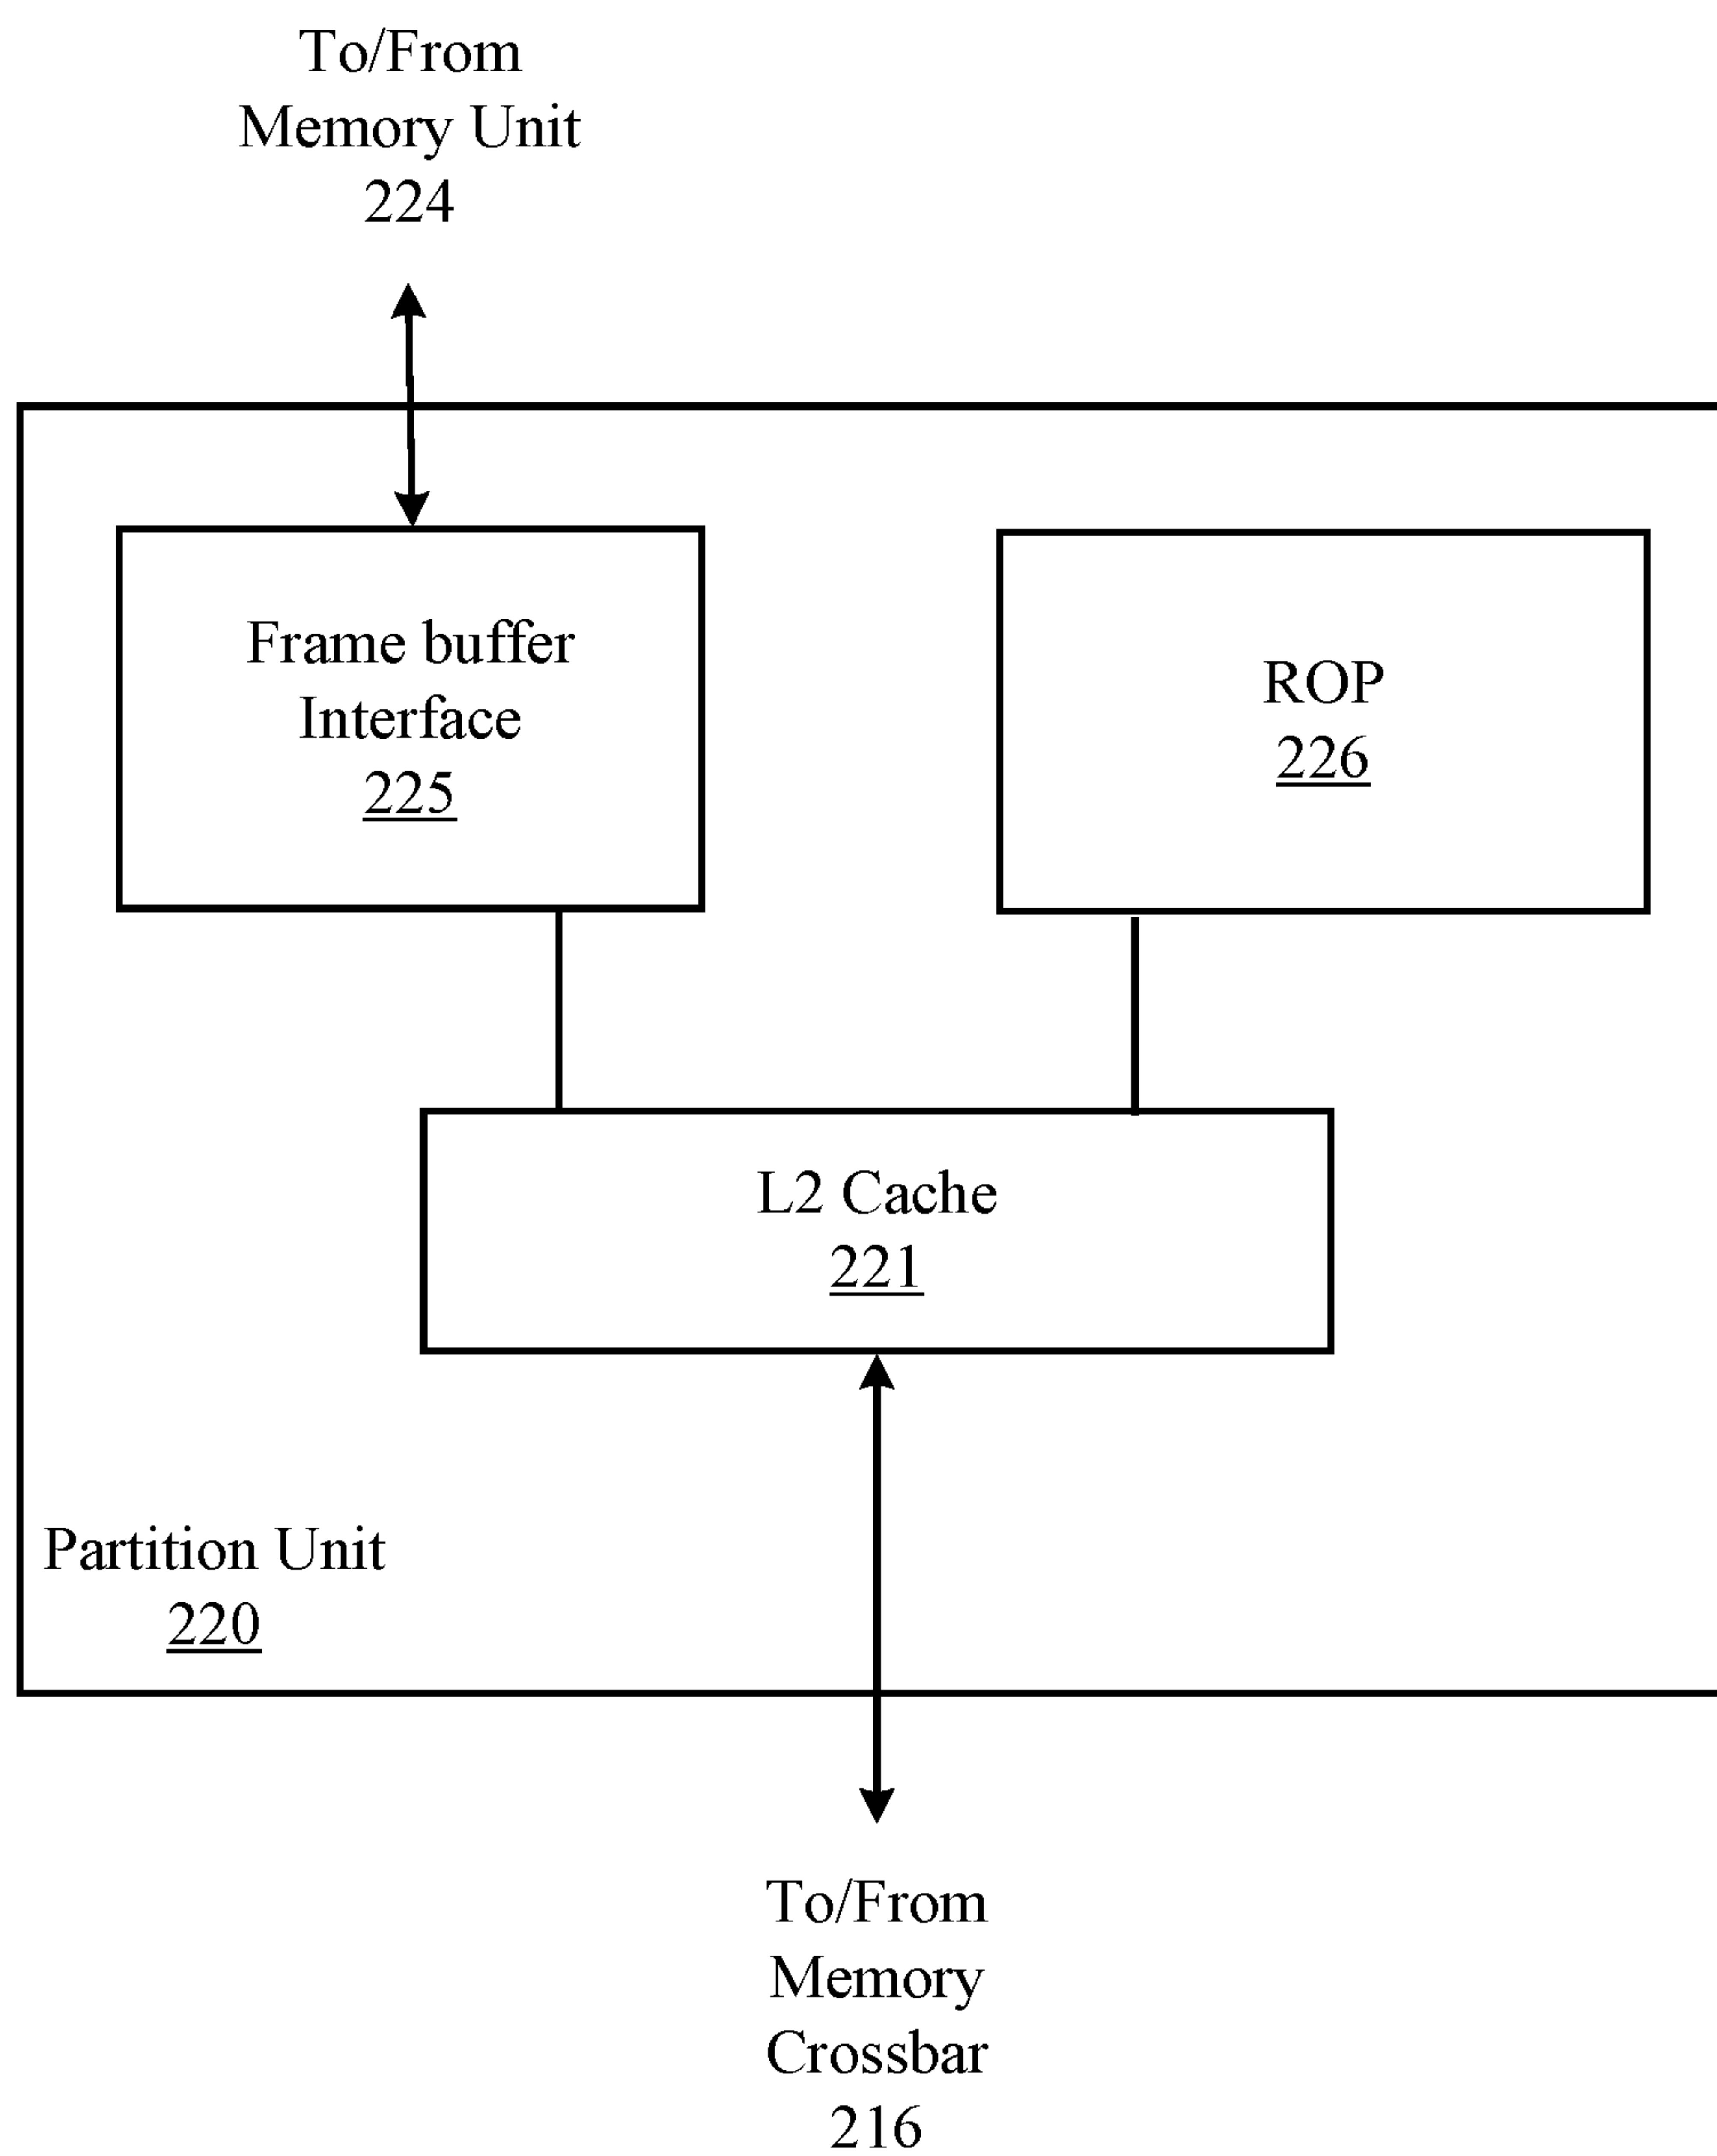 To/From
Memory Unit
224
Frame buffer
Interface
225
ROP
226
L2 Cache
221
Partition Unit
220
To/From
Memory
Crossbar
216